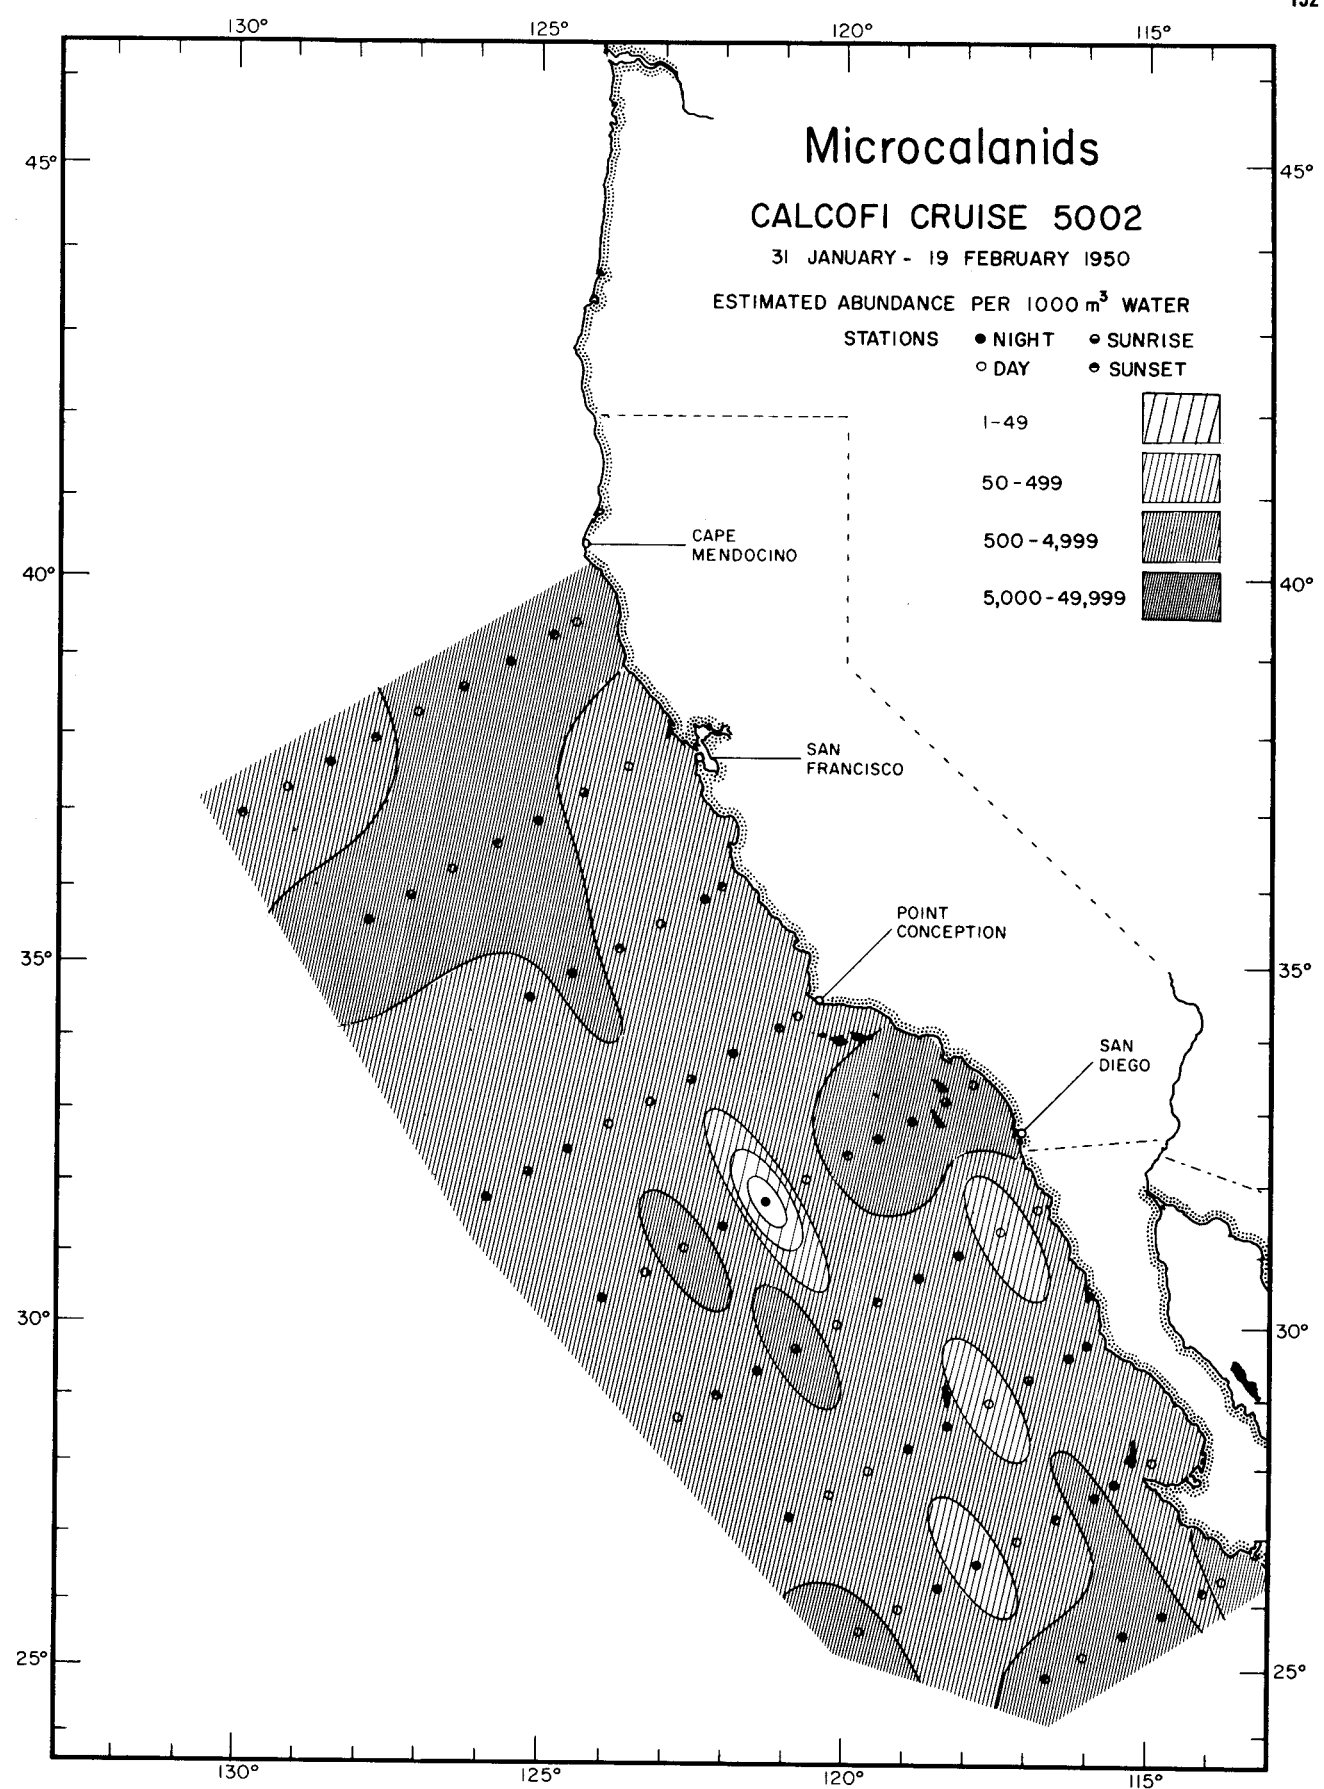 130° 125° 120° 115°
Microcalanids
45° 45°
CALCOFI CRUISE 5002
31 JANUARY - 19 FEBRUARY 1950
ESTIMATED ABUNDANCE PER 1000 m³ WATER
STATIONS NIGHT SUNRISE
DAY SUNSET
1-49
50-499
CAPE
MENDOCINO
500-4,999
40° 40°
5,000-49,999
SAN
FRANCISCO
POINT
CONCEPTION
35° 35°
SAN
DIEGO
30° 30°
25° 25°
130° 125° 120° 115°